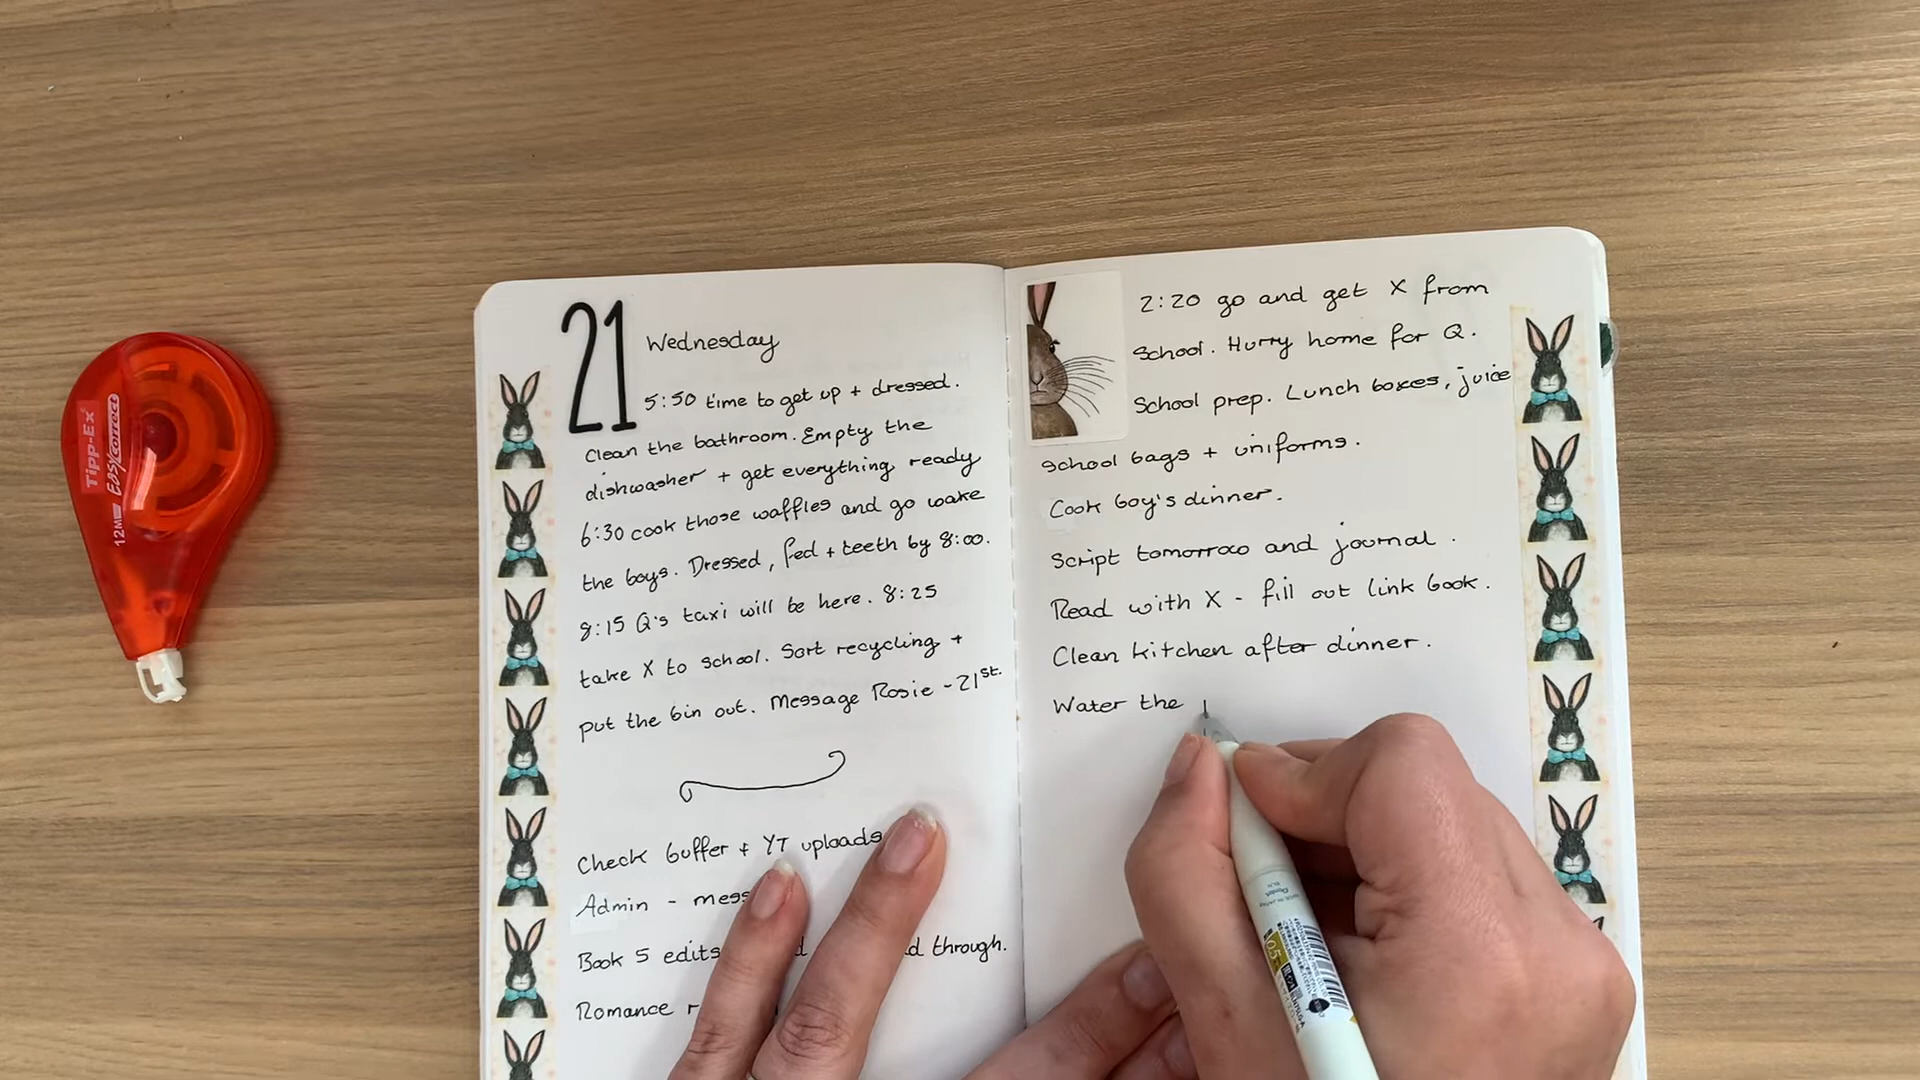 21 Wednesday
5:50 time to get up + dressed.
Clean the bathroom. Empty the
dishwasher + get everything ready
6:30 cook those waffles and go wake
the boys. Dressed, fed + teeth by 8:00.
8:15 Q's taxi will be here. 8:25
take X to school. Sort recycling +
put the bin out. Message Rosie - 21st.
Check buffer + YT uploads
Admin -
Book 5 edits through.
Romance
2:20 go and get X from
School. Hurry home for Q.
School prep. Lunch boxes, juice
school bags + uniforms.
Cook boy's dinner.
Script tomorrow and journal.
Read with X - fill out link book.
Clean kitchen after dinner.
Water the
Tipp-Ex
Easy correct
12M
Pentel
0.5